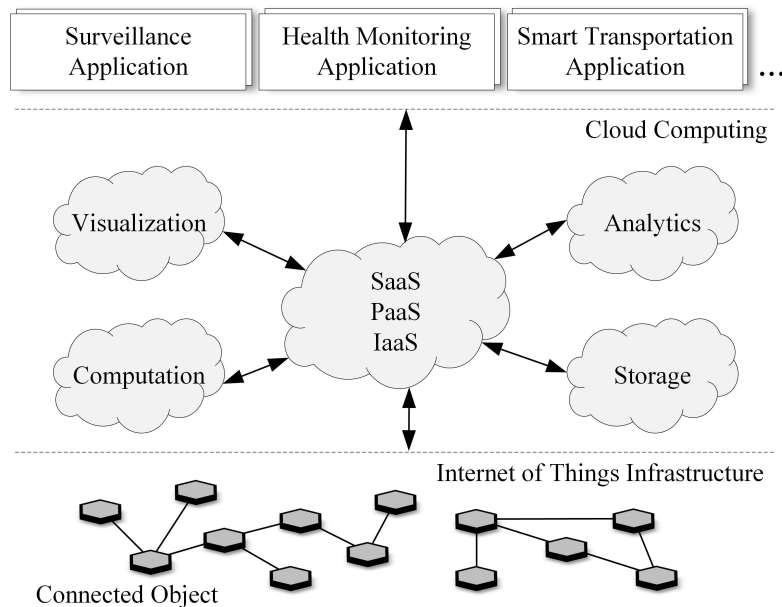 Surveillance
Application
Health Monitoring
Application
Smart Transportation
Application
...
Cloud Computing
Visualization
Analytics
SaaS
PaaS
IaaS
Computation
Storage
Internet of Things Infrastructure
Connected Object